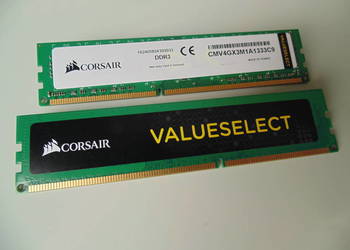 CORSAIR
DDR3
CMV4GX3M1A1333C9
CE
CORSAIR
VALUESELECT